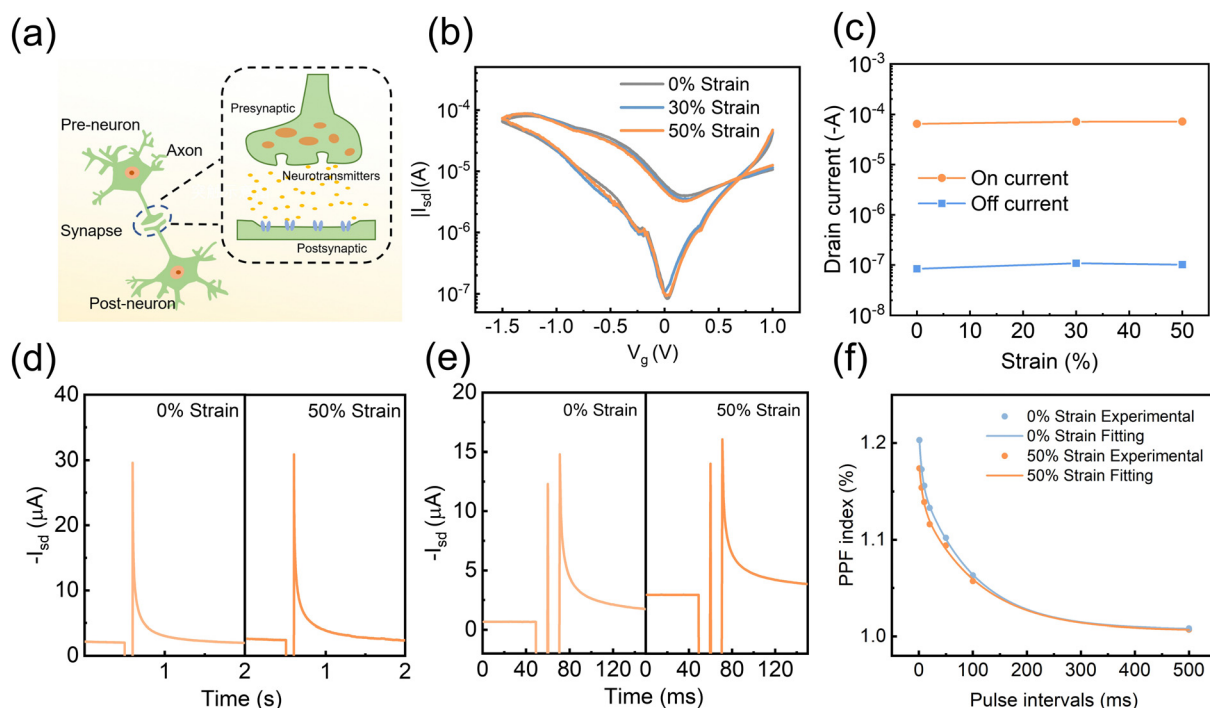 (a)
Pre-neuron
Axon
Synapse
Post-neuron
Presynaptic
Neurotransmitters
Postsynaptic
(b)
|I_sd|(A)
10⁻⁴
10⁻⁵
10⁻⁶
10⁻⁷
0% Strain
30% Strain
50% Strain
-1.5 -1.0 -0.5 0 0.5 1.0
V_g (V)
(c)
Drain current (-A)
10⁻³
10⁻⁴
10⁻⁵
10⁻⁶
10⁻⁷
10⁻⁸
On current
Off current
0 10 20 30 40 50
Strain (%)
(d)
-I_sd (μA)
40
30
20
10
0
0% Strain 50% Strain
1 2 1 2
Time (s)
(e)
-I_sd (μA)
20
15
10
5
0
0% Strain 50% Strain
0 40 80 120 0 40 80 120
Time (ms)
(f)
PPF index (%)
1.2
1.1
1.0
0% Strain Experimental
0% Strain Fitting
50% Strain Experimental
50% Strain Fitting
0 100 200 300 400 500
Pulse intervals (ms)